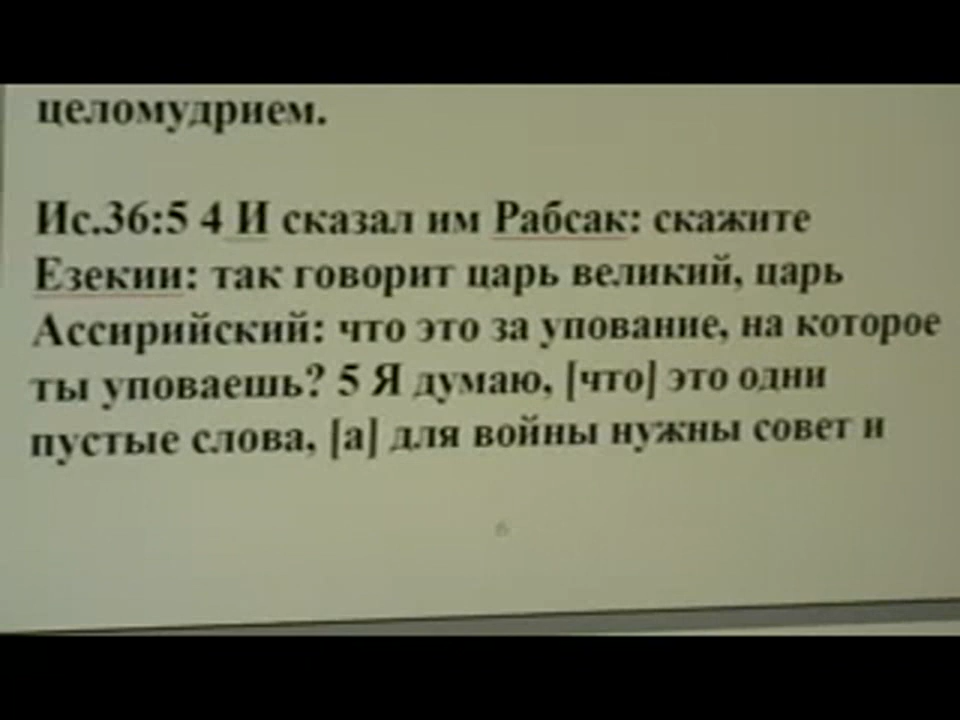 целомудрием.
Ис.36:5 4 И сказал им Рабсак: скажите
Езекии: так говорит царь великий, царь
Ассирийский: что это за упование, на которое
ты уповаешь? 5 Я думаю, [что] это одни
пустые слова, [а] для войны нужны совет и
6